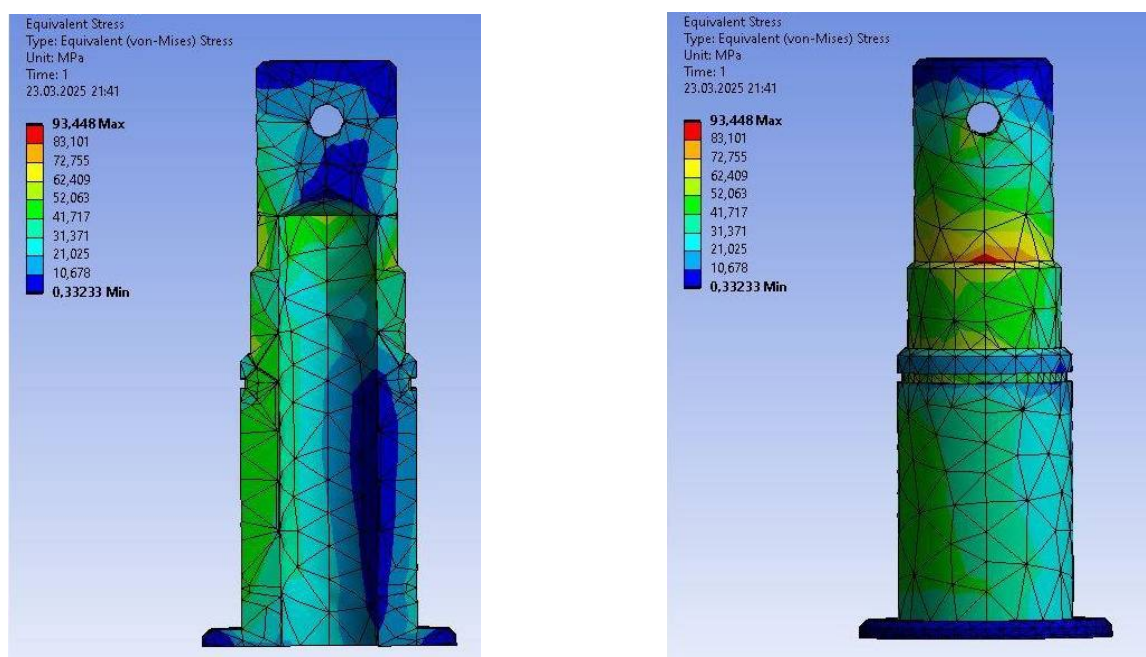 Equivalent Stress
Type: Equivalent (von-Mises) Stress
Unit: MPa
Time: 1
23.03.2025 21:41
93,448 Max
83,101
72,755
62,409
52,063
41,717
31,371
21,025
10,678
0,33233 Min
Equivalent Stress
Type: Equivalent (von-Mises) Stress
Unit: MPa
Time: 1
23.03.2025 21:41
93,448 Max
83,101
72,755
62,409
52,063
41,717
31,371
21,025
10,678
0,33233 Min